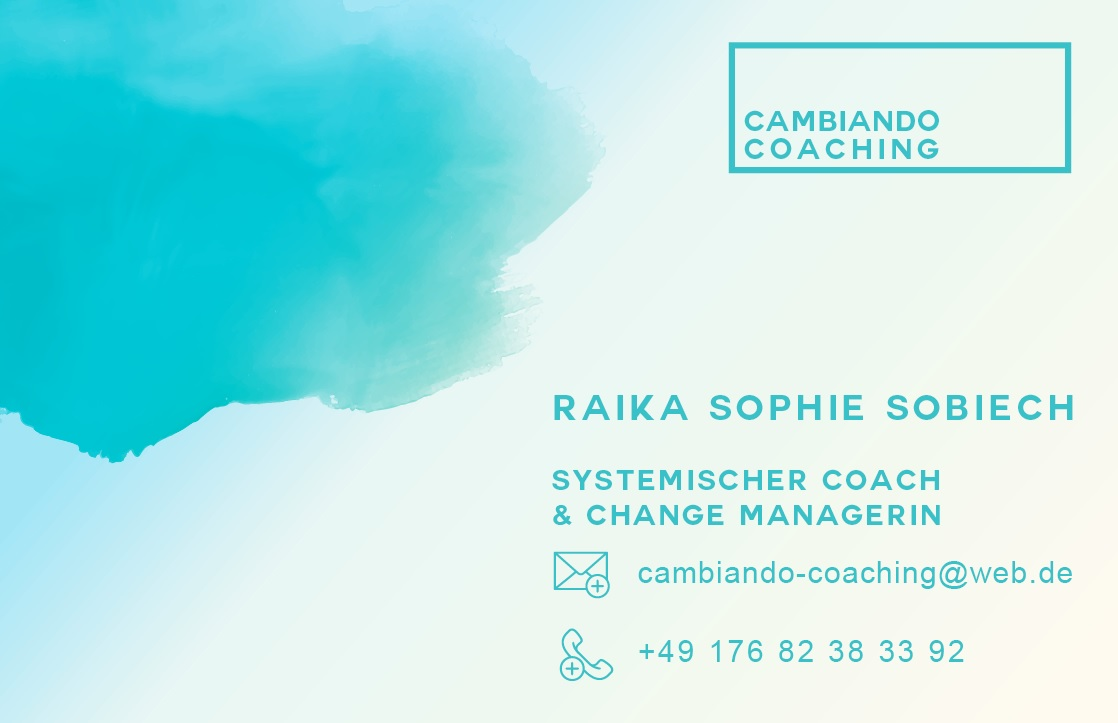 CAMBIANDO
COACHING
RAIKA SOPHIE SOBIECH
SYSTEMISCHER COACH
& CHANGE MANAGERIN
cambiando-coaching@web.de
+49 176 82 38 33 92